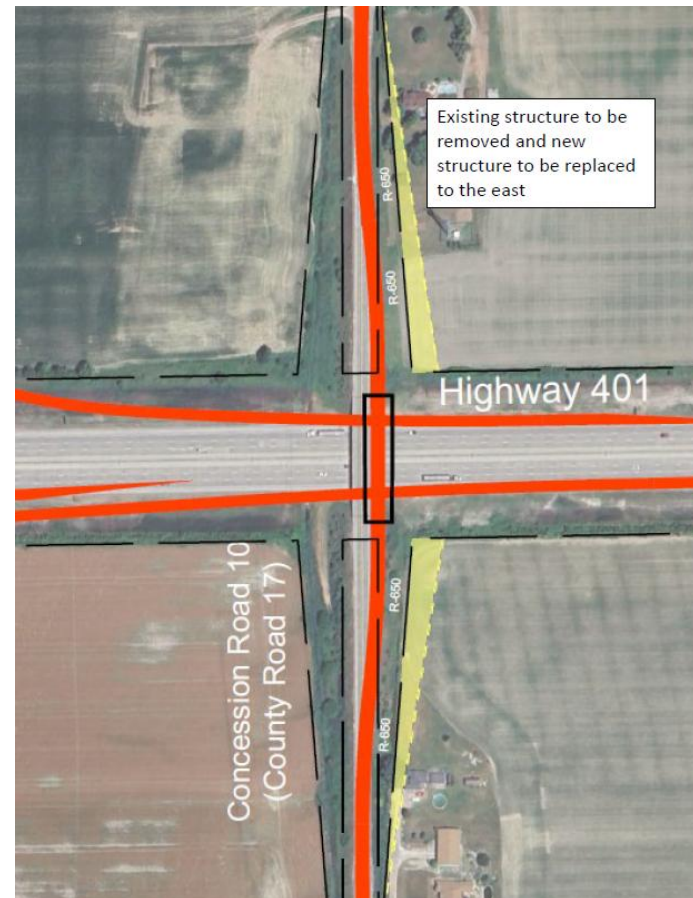 Existing structure to be
removed and new
structure to be replaced
to the east
R-650
R-650
Highway 401
Concession Road 10
(County Road 17)
R-650
R-650